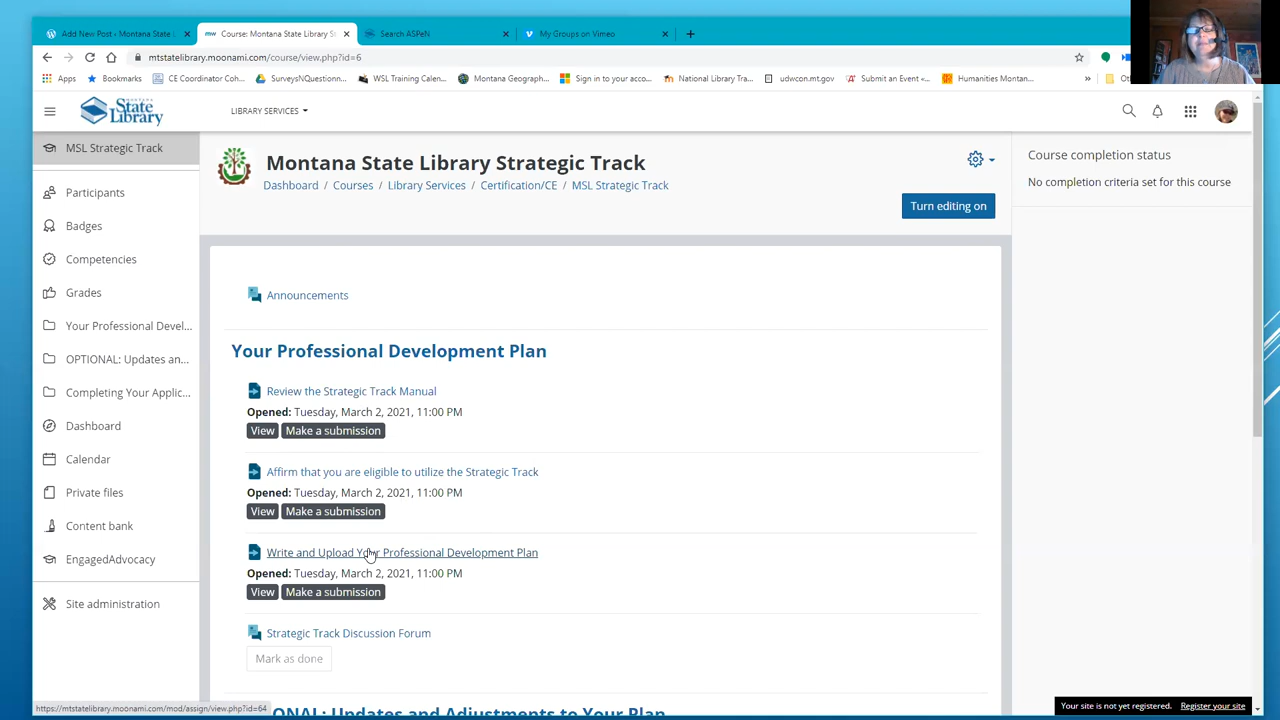 Add New Post ‹ Montana State L
Course: Montana State Library S
Search ASPeN
My Groups on Vimeo
mtstatelibrary.moonami.com/course/view.php?id=6
Apps
Bookmarks
CE Coordinator Coh...
SurveysNQuestionn...
WSL Training Calen...
Montana Geograph...
Sign in to your acco...
National Library Tra...
udwcon.mt.gov
Submit an Event «...
Humanities Montan...
»
MONTANA
State Library
LIBRARY SERVICES
MSL Strategic Track
Participants
Badges
Competencies
Grades
Your Professional Devel...
OPTIONAL: Updates an...
Completing Your Applic...
Dashboard
Calendar
Private files
Content bank
EngagedAdvocacy
Site administration
Montana State Library Strategic Track
Dashboard / Courses / Library Services / Certification/CE / MSL Strategic Track
Turn editing on
Course completion status
No completion criteria set for this course
Announcements
Your Professional Development Plan
Review the Strategic Track Manual
Opened: Tuesday, March 2, 2021, 11:00 PM
View Make a submission
Affirm that you are eligible to utilize the Strategic Track
Opened: Tuesday, March 2, 2021, 11:00 PM
View Make a submission
Write and Upload Your Professional Development Plan
Opened: Tuesday, March 2, 2021, 11:00 PM
View Make a submission
Strategic Track Discussion Forum
Mark as done
ONAL: Updates and Adjustments to Your Plan
https://mtstatelibrary.moonami.com/mod/assign/view.php?id=64
Your site is not yet registered. Register your site